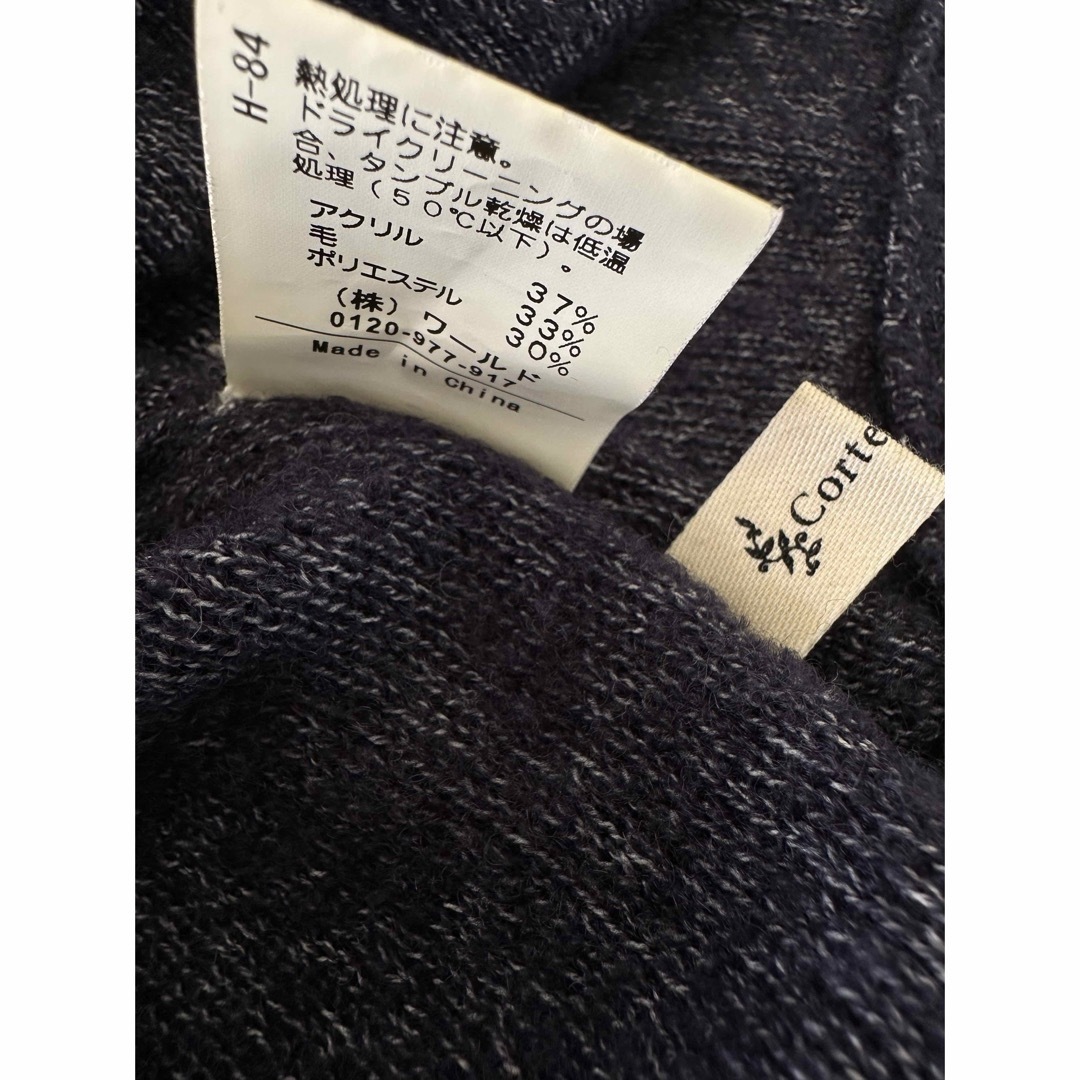 H-84
熱処理に注意。
ドライクリーニングの場
合、タンブル乾燥は低温
処理(50℃以下)。
アクリル 37%
毛 33%
ポリエステル 30%
(株)ワールド
0120-977-917
Made in China
Corte